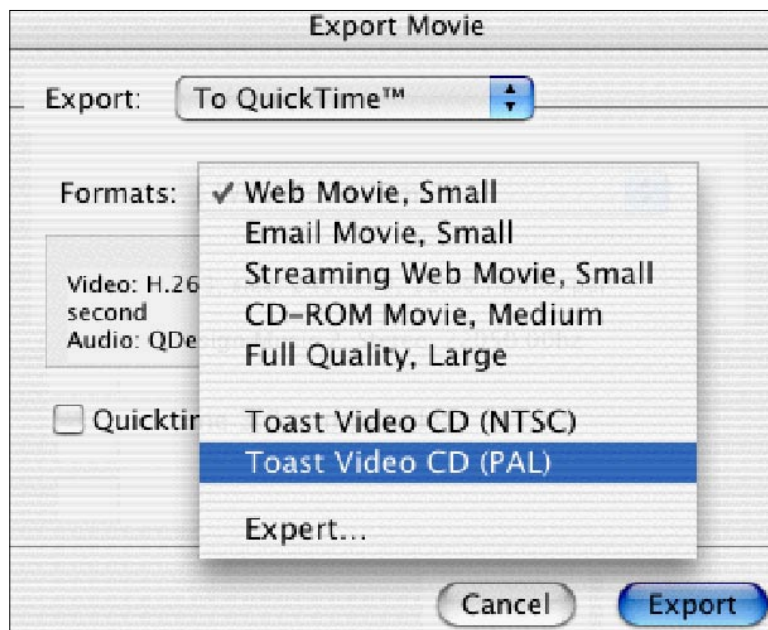 Export Movie
Export: To QuickTime™
Formats: ✓ Web Movie, Small
Email Movie, Small
Streaming Web Movie, Small
CD-ROM Movie, Medium
Full Quality, Large
Toast Video CD (NTSC)
Toast Video CD (PAL)
Expert...
Video: H.26
second
Audio: QDe
Quicktim
Cancel Export